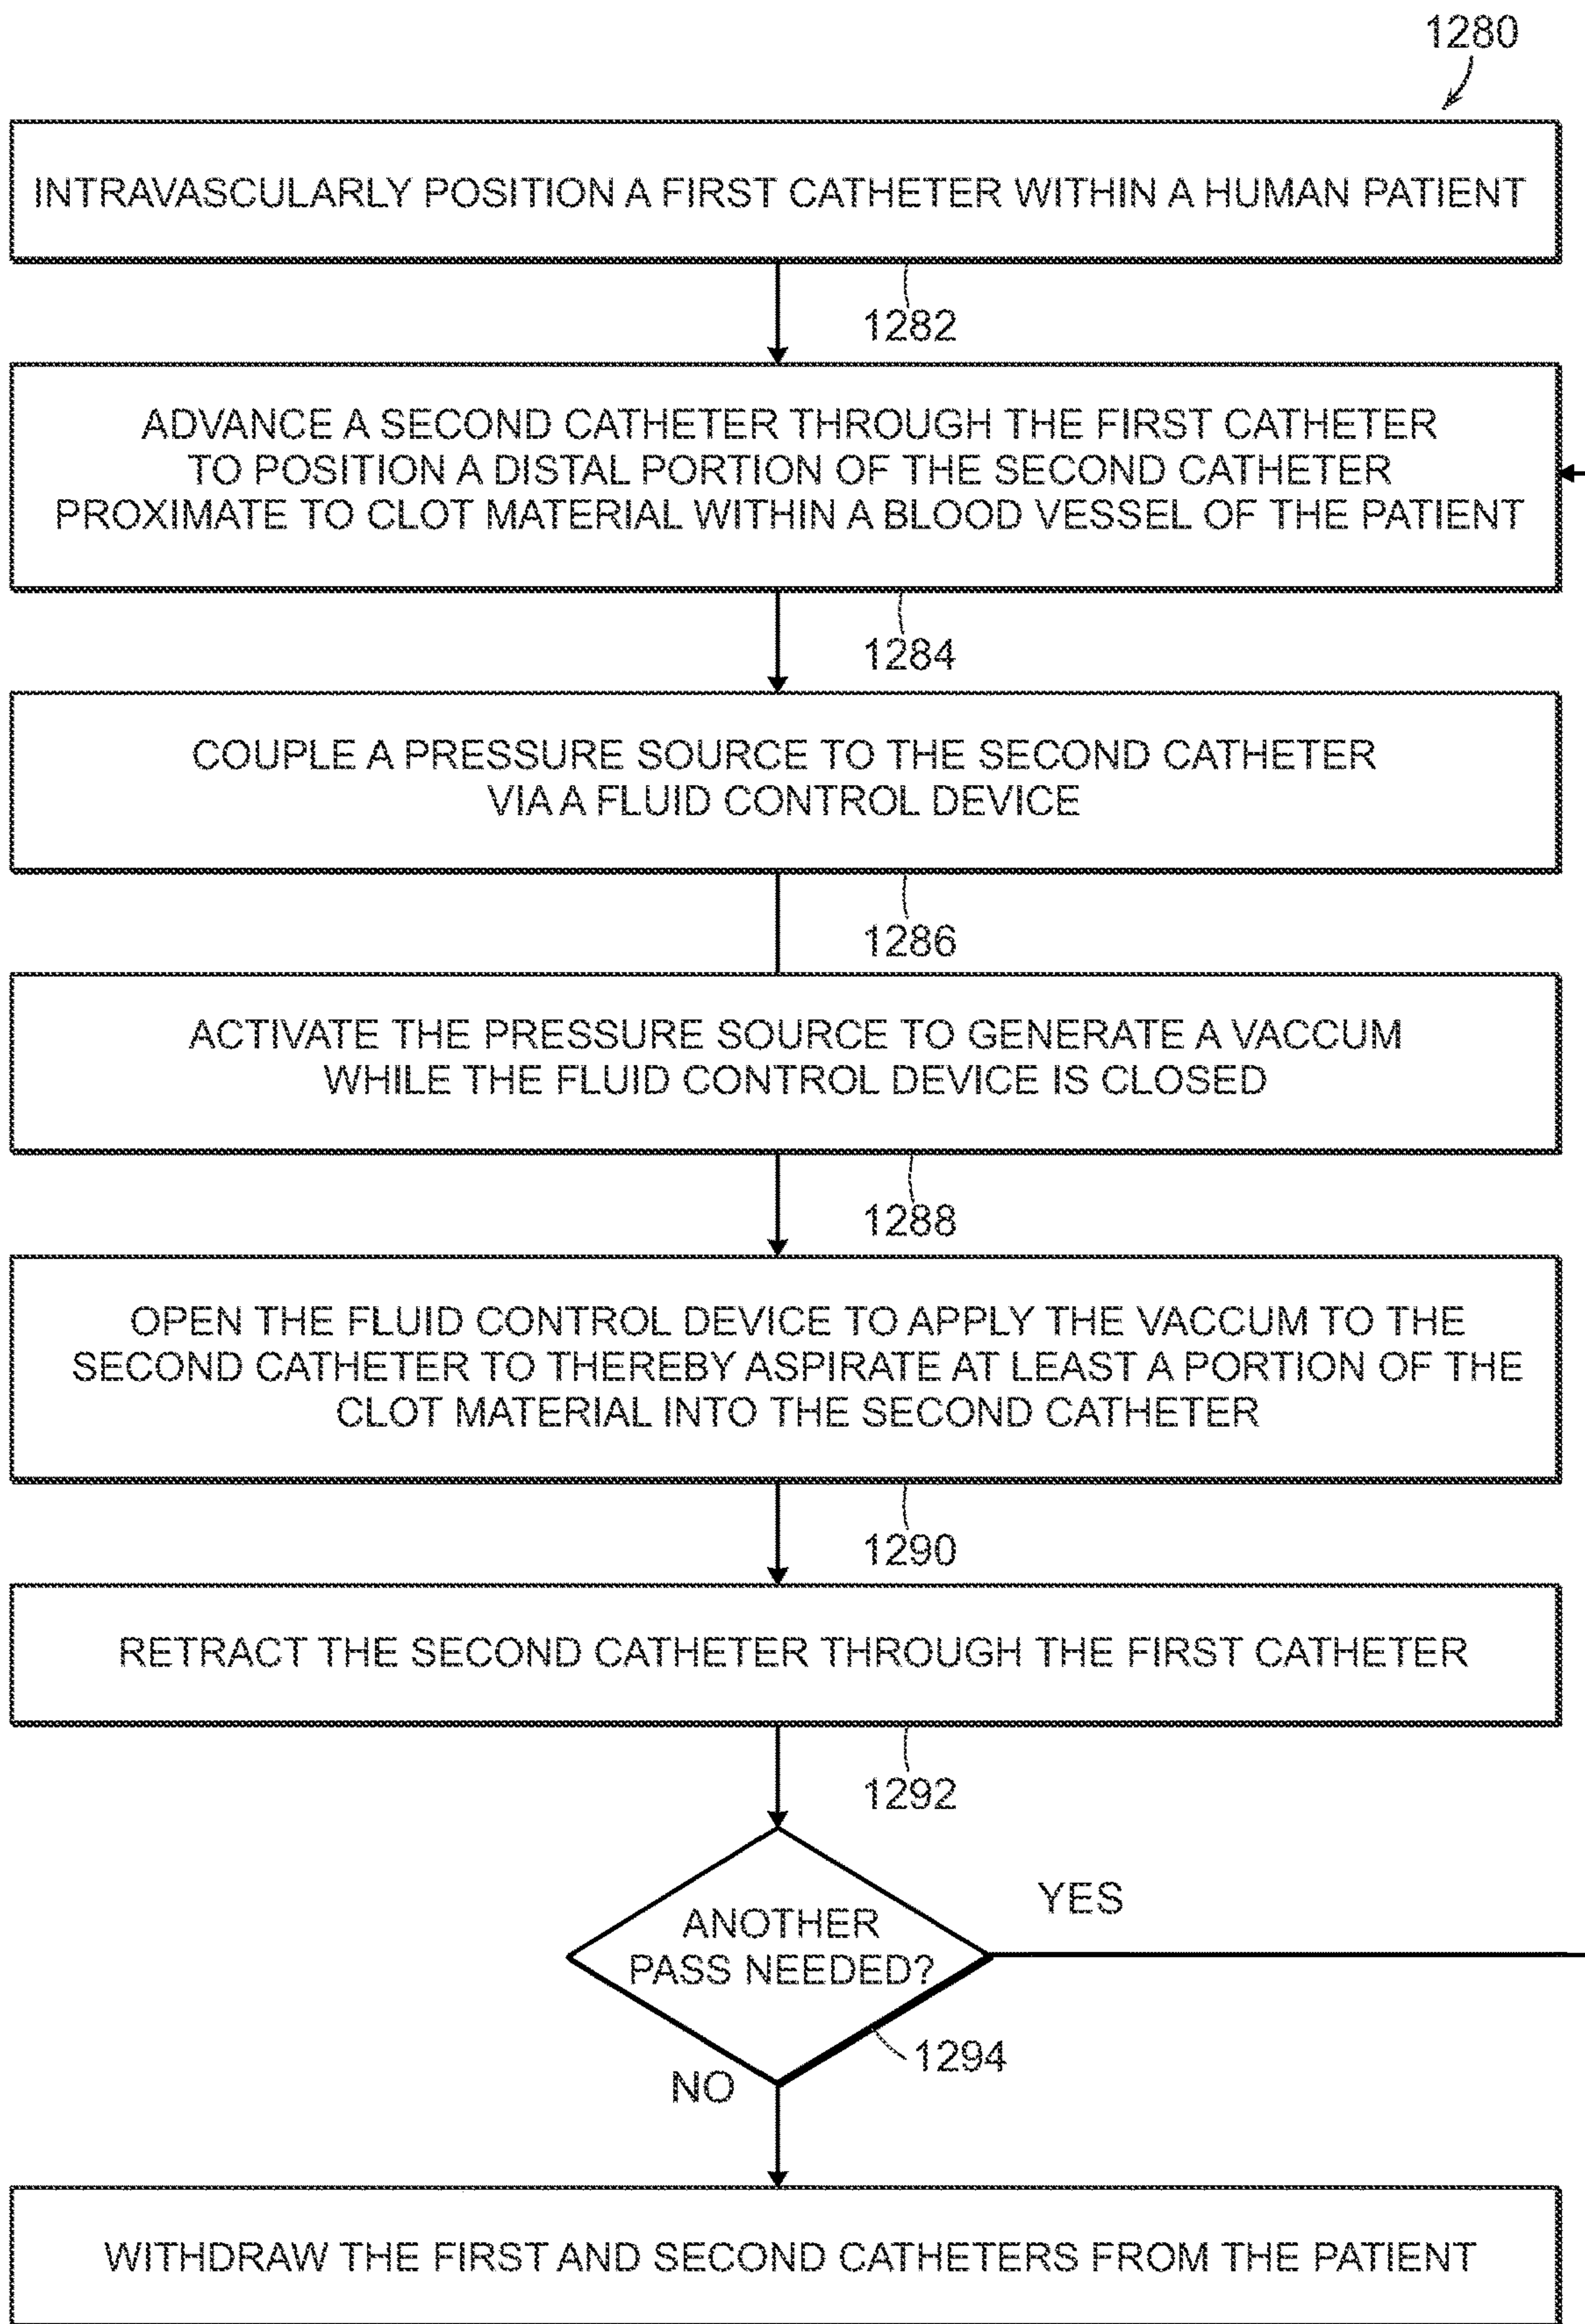 1280
INTRAVASCULARLY POSITION A FIRST CATHETER WITHIN A HUMAN PATIENT
1282
ADVANCE A SECOND CATHETER THROUGH THE FIRST CATHETER
TO POSITION A DISTAL PORTION OF THE SECOND CATHETER
PROXIMATE TO CLOT MATERIAL WITHIN A BLOOD VESSEL OF THE PATIENT
1284
COUPLE A PRESSURE SOURCE TO THE SECOND CATHETER
VIA A FLUID CONTROL DEVICE
1286
ACTIVATE THE PRESSURE SOURCE TO GENERATE A VACCUM
WHILE THE FLUID CONTROL DEVICE IS CLOSED
1288
OPEN THE FLUID CONTROL DEVICE TO APPLY THE VACCUM TO THE
SECOND CATHETER TO THEREBY ASPIRATE AT LEAST A PORTION OF THE
CLOT MATERIAL INTO THE SECOND CATHETER
1290
RETRACT THE SECOND CATHETER THROUGH THE FIRST CATHETER
1292
YES
ANOTHER
PASS NEEDED?
1294
NO
WITHDRAW THE FIRST AND SECOND CATHETERS FROM THE PATIENT